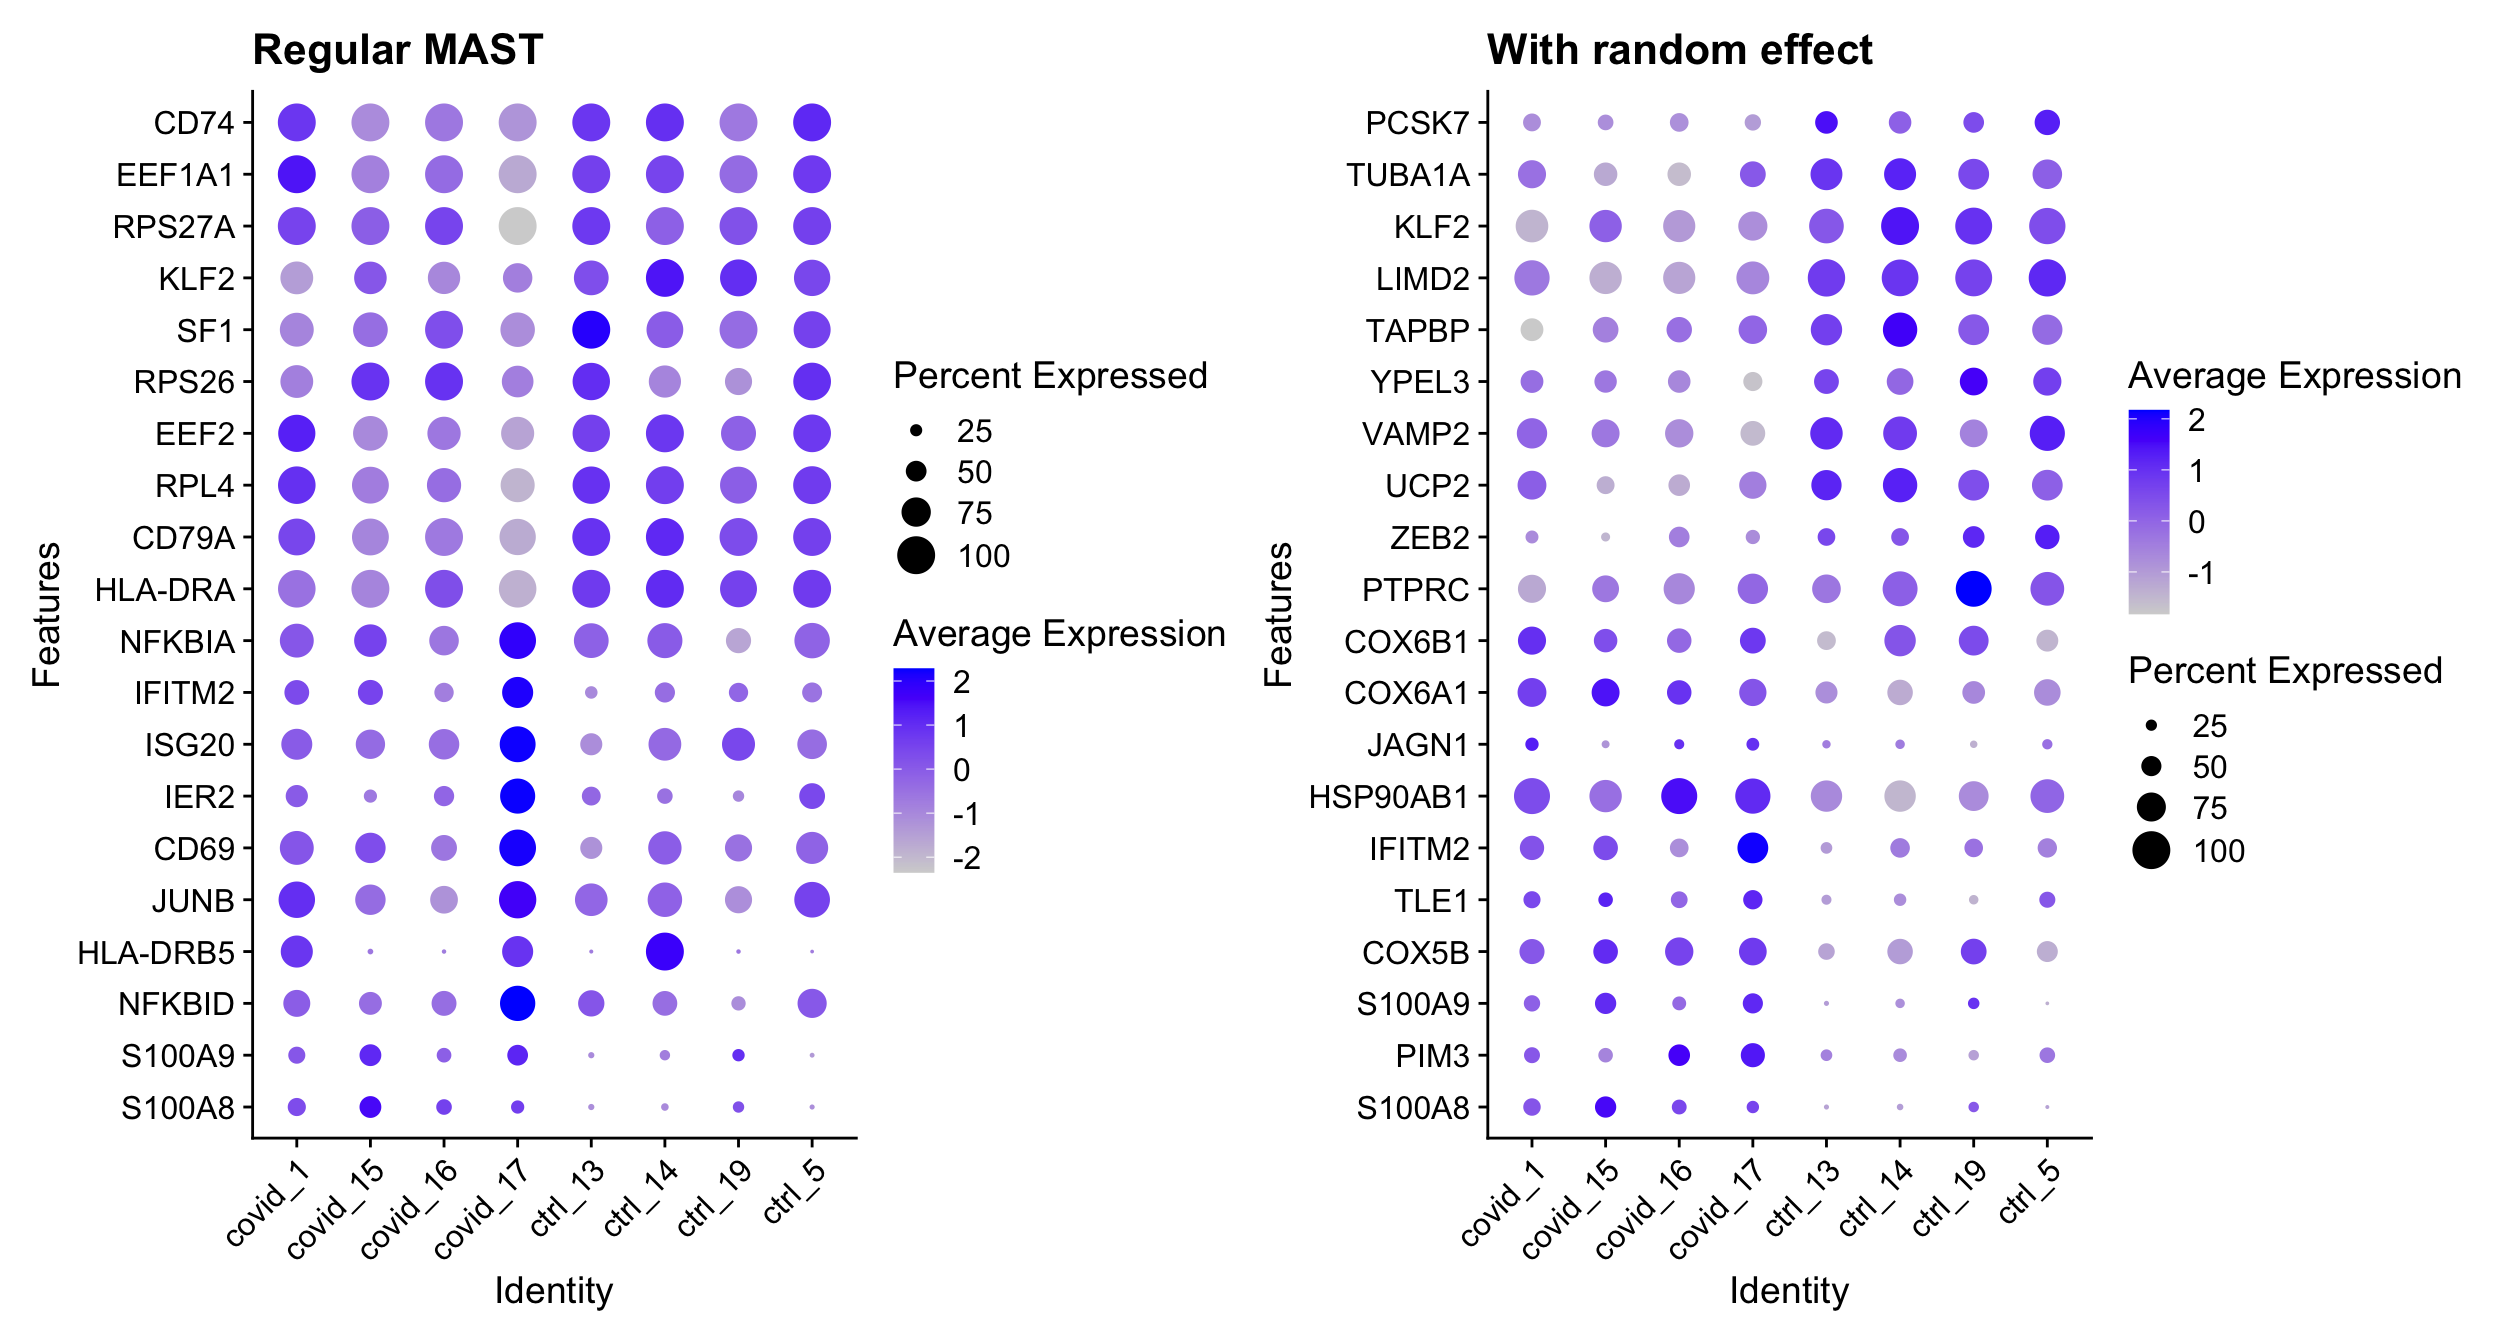 Regular MAST
CD74
EEF1A1
RPS27A
KLF2
SF1
RPS26
EEF2
RPL4
CD79A
HLA-DRA
NFKBIA
IFITM2
ISG20
IER2
CD69
JUNB
HLA-DRB5
NFKBID
S100A9
S100A8
Features
covid_1
covid_15
covid_16
covid_17
ctrl_13
ctrl_14
ctrl_19
ctrl_5
Identity
Percent Expressed
25
50
75
100
Average Expression
2
1
0
-1
-2
With random effect
PCSK7
TUBA1A
KLF2
LIMD2
TAPBP
YPEL3
VAMP2
UCP2
ZEB2
PTPRC
COX6B1
COX6A1
JAGN1
HSP90AB1
IFITM2
TLE1
COX5B
S100A9
PIM3
S100A8
Features
covid_1
covid_15
covid_16
covid_17
ctrl_13
ctrl_14
ctrl_19
ctrl_5
Identity
Average Expression
2
1
0
-1
Percent Expressed
25
50
75
100